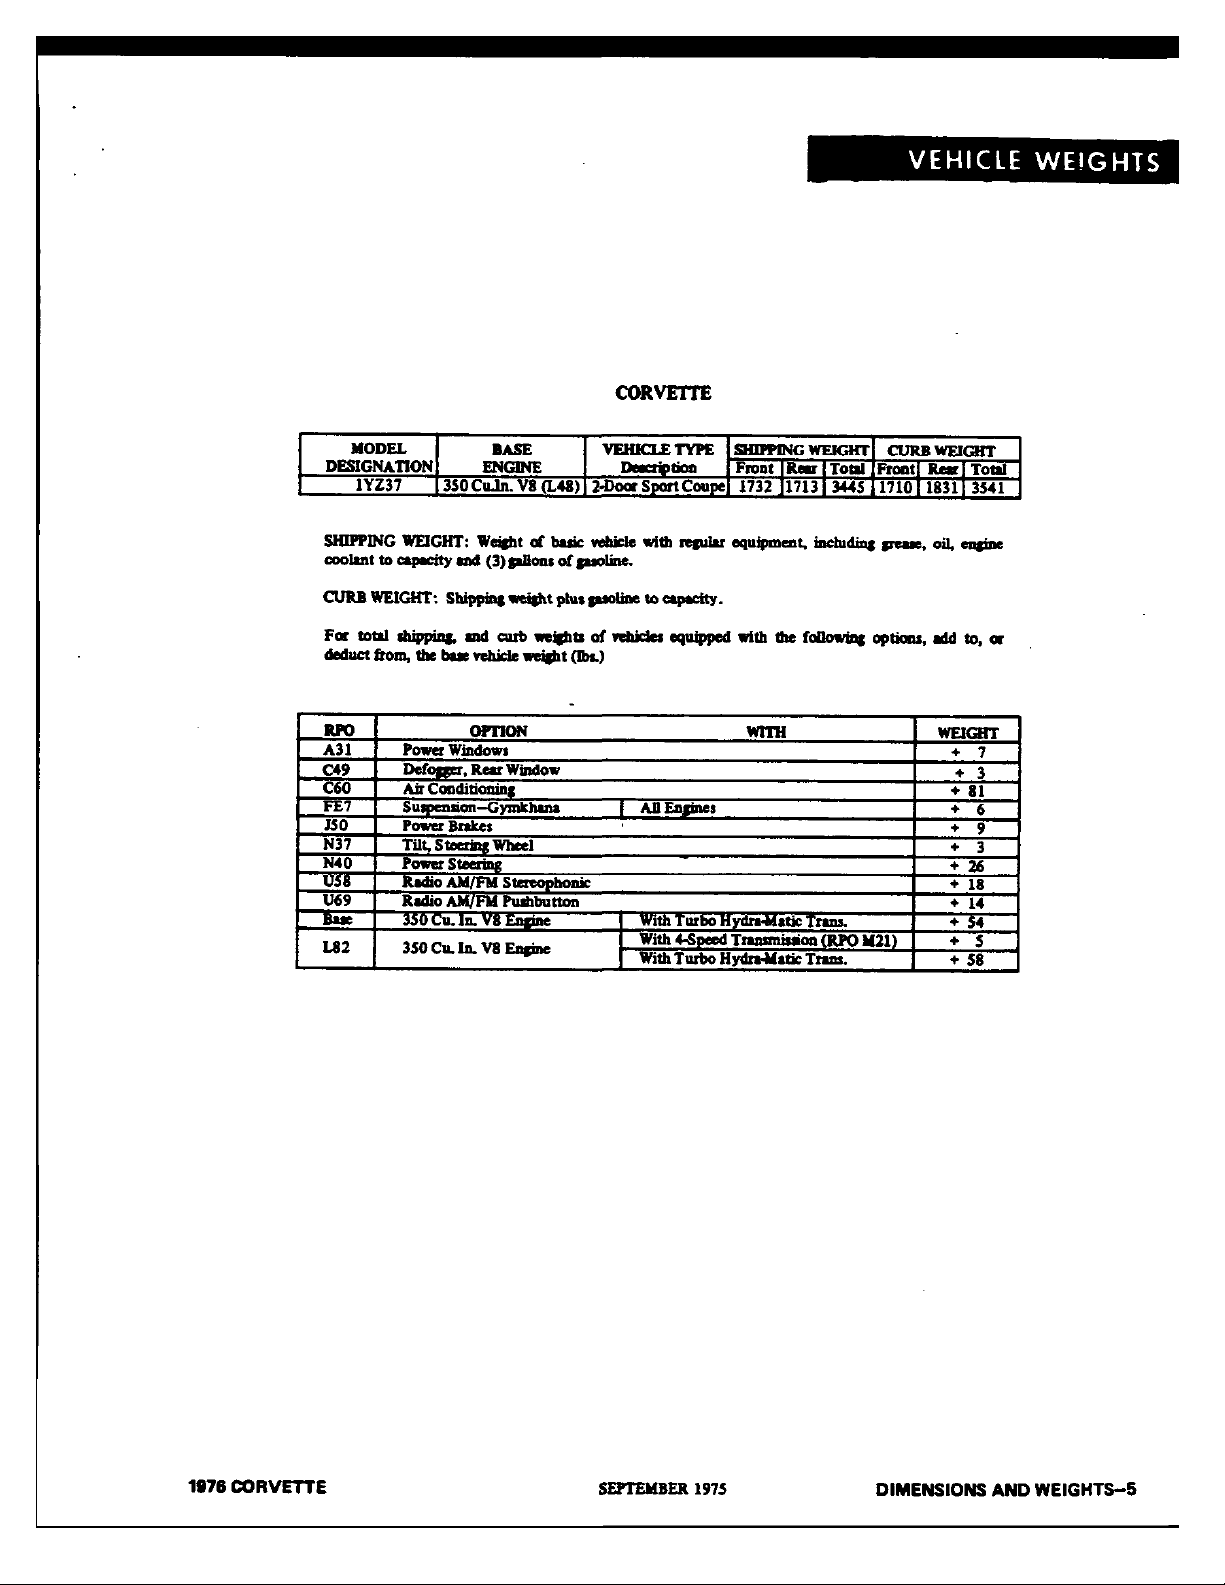 VEHICLE WEIGHTS
CORVETTE
MODEL DESIGNATION BASE ENGINE VEHICLE TYPE Description SHIPPING WEIGHT CURB WEIGHT
Front Rear Total Front Rear Total
1YZ37 350 Cu.In. V8 (L48) 2-Door Sport Coupe 1732 1713 3445 1710 1831 3541
SHIPPING WEIGHT: Weight of basic vehicle with regular equipment, including grease, oil, engine
coolant to capacity and (3) gallons of gasoline.
CURB WEIGHT: Shipping weight plus gasoline to capacity.
For total shipping, and curb weights of vehicles equipped with the following options, add to, or
deduct from, the base vehicle weight (lbs.)
RPO OPTION WITH WEIGHT
A31 Power Windows + 7
C49 Defogger, Rear Window + 3
C60 Air Conditioning + 81
FE7 Suspension—Gymkhana All Engines + 6
J50 Power Brakes + 9
N37 Tilt, Steering Wheel + 3
N40 Power Steering + 26
U58 Radio AM/FM Stereophonic + 18
U69 Radio AM/FM Pushbutton + 14
Base 350 Cu. In. V8 Engine With Turbo Hydra-Matic Trans. + 54
L82 350 Cu. In. V8 Engine With 4-Speed Transmission (RPO M21) + 5
With Turbo Hydra-Matic Trans. + 58
1976 CORVETTE SEPTEMBER 1975 DIMENSIONS AND WEIGHTS—5